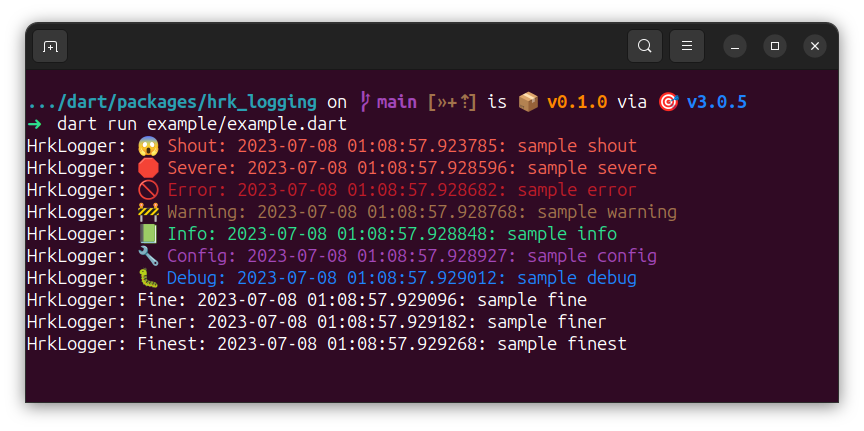 .../dart/packages/hrk_logging on ᚠ main [»+⇡] is 📦 v0.1.0 via 🎯 v3.0.5
➜ dart run example/example.dart
HrkLogger: 😱 Shout: 2023-07-08 01:08:57.923785: sample shout
HrkLogger: 🛑 Severe: 2023-07-08 01:08:57.928596: sample severe
HrkLogger: 🚫 Error: 2023-07-08 01:08:57.928682: sample error
HrkLogger: 🚧 Warning: 2023-07-08 01:08:57.928768: sample warning
HrkLogger: 📗 Info: 2023-07-08 01:08:57.928848: sample info
HrkLogger: 🔧 Config: 2023-07-08 01:08:57.928927: sample config
HrkLogger: 🐛 Debug: 2023-07-08 01:08:57.929012: sample debug
HrkLogger: Fine: 2023-07-08 01:08:57.929096: sample fine
HrkLogger: Finer: 2023-07-08 01:08:57.929182: sample finer
HrkLogger: Finest: 2023-07-08 01:08:57.929268: sample finest